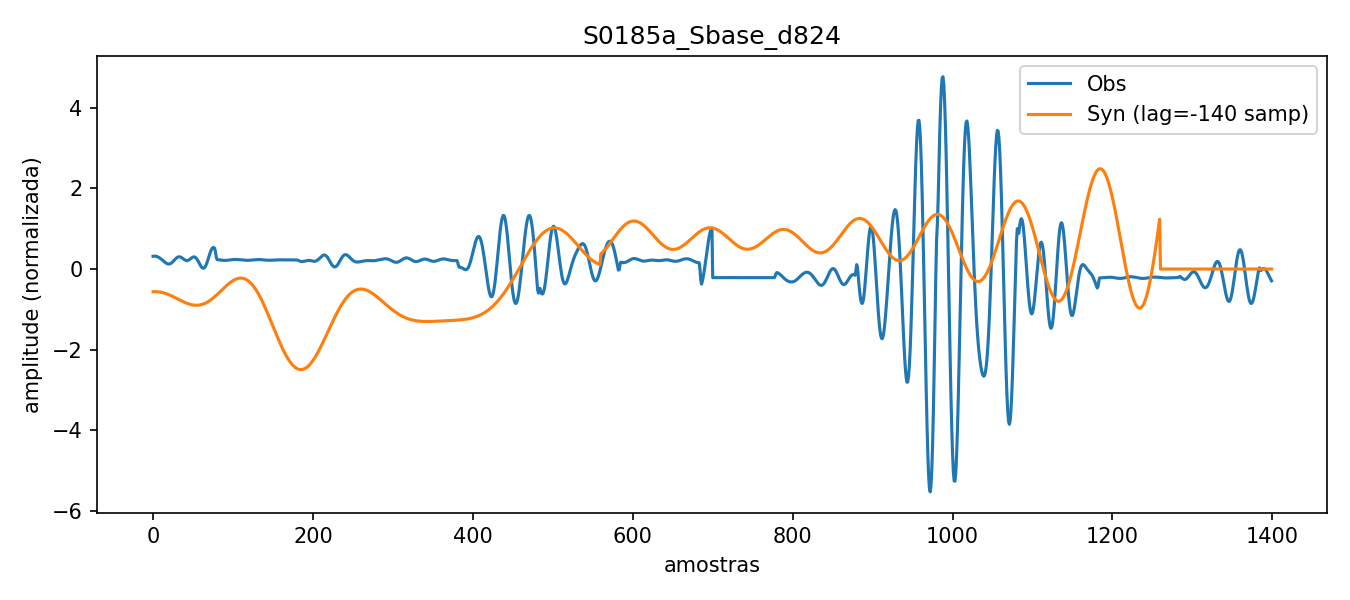 S0185a_Sbase_d824
Obs
Syn (lag=-140 samp)
amplitude (normalizada)
4
2
0
−2
−4
−6
0 200 400 600 800 1000 1200 1400
amostras